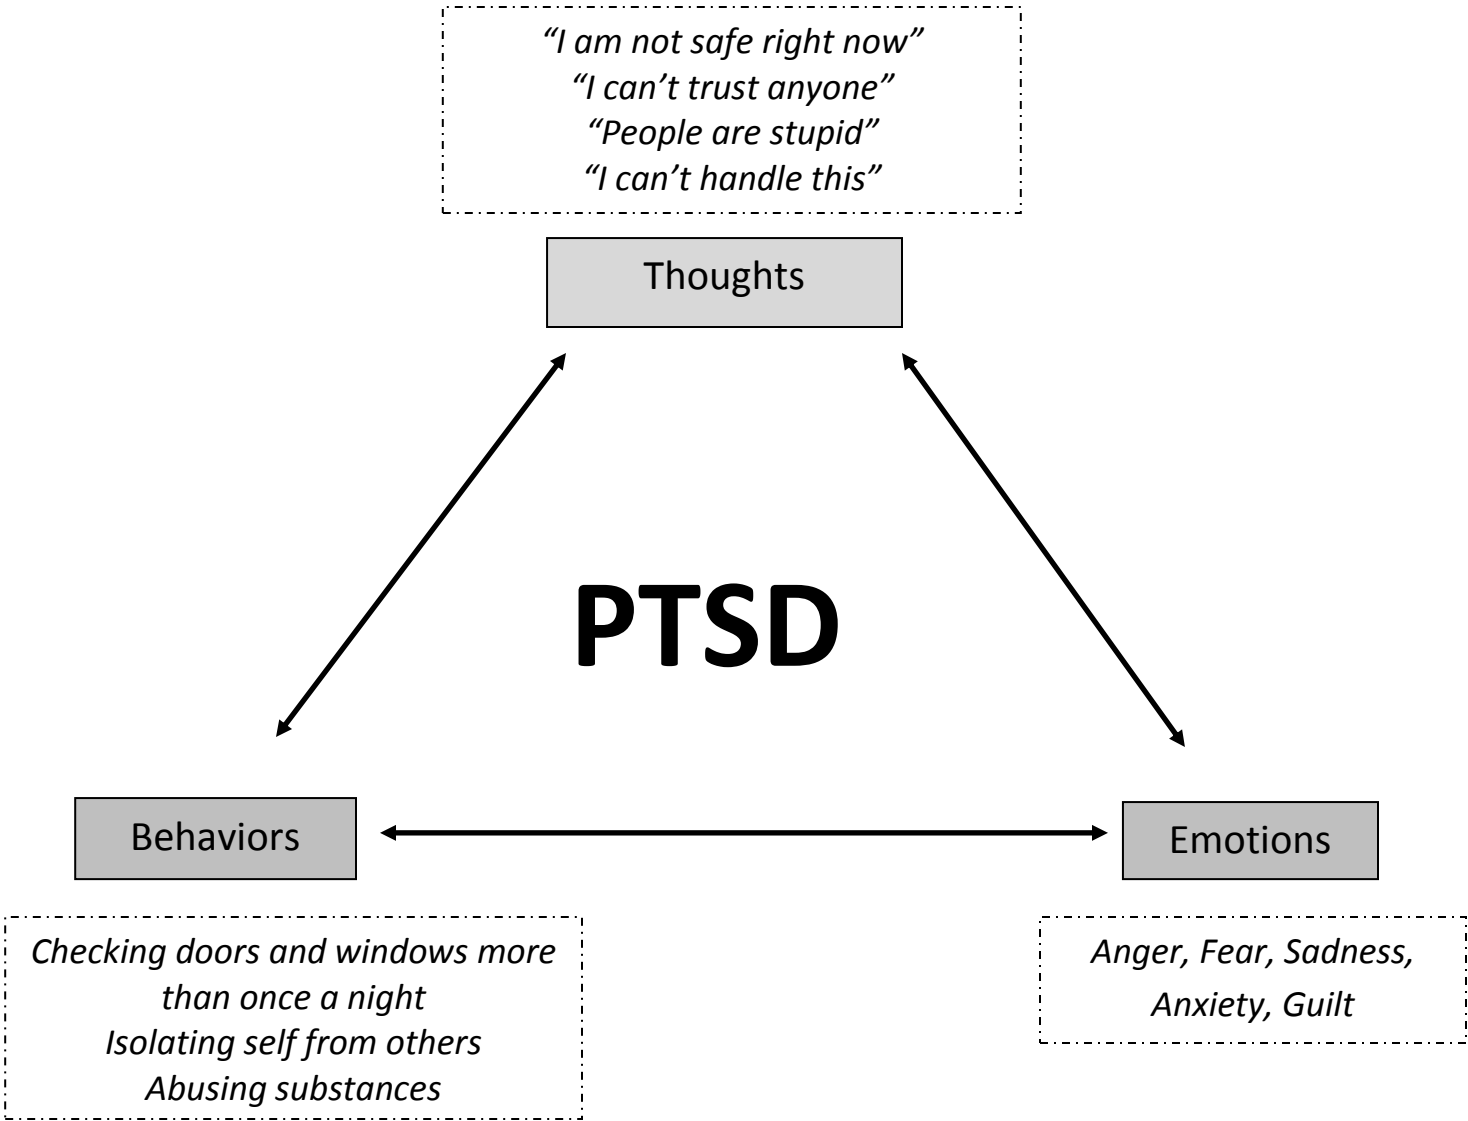 “I am not safe right now”
“I can’t trust anyone”
“People are stupid”
“I can’t handle this”
Thoughts
PTSD
Behaviors
Emotions
Checking doors and windows more
than once a night
Isolating self from others
Abusing substances
Anger, Fear, Sadness,
Anxiety, Guilt